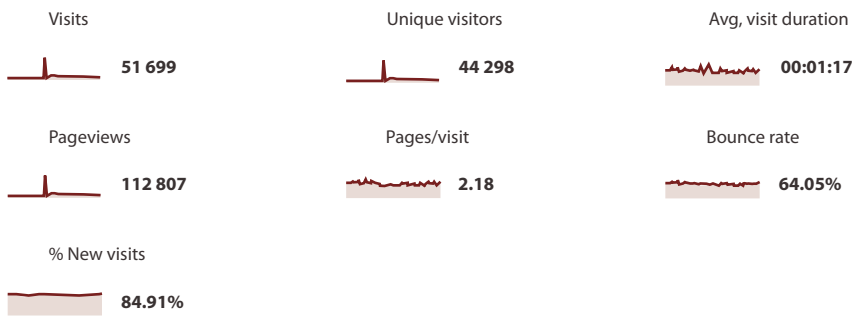 Visits
Unique visitors
Avg, visit duration
51 699
44 298
00:01:17
Pageviews
Pages/visit
Bounce rate
112 807
2.18
64.05%
% New visits
84.91%